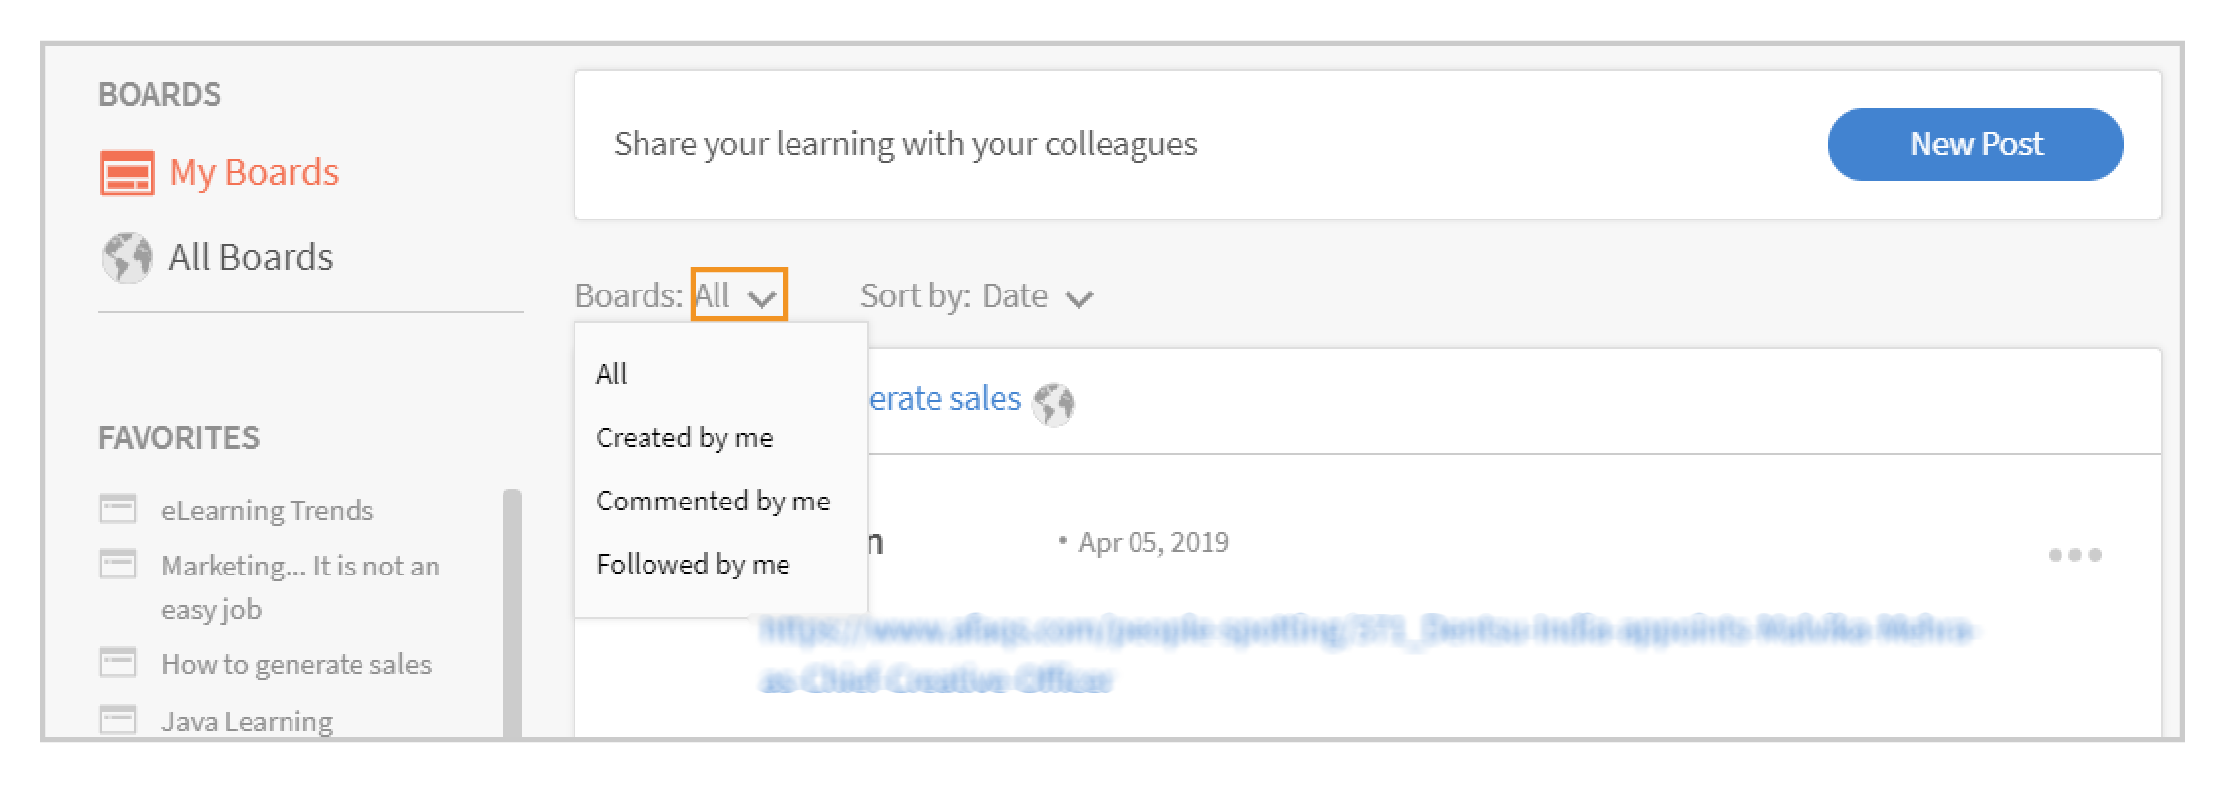 BOARDS
My Boards
All Boards
FAVORITES
eLearning Trends
Marketing... It is not an
easy job
How to generate sales
Java Learning
Share your learning with your colleagues
New Post
Boards: All
Sort by: Date
All
Created by me
Commented by me
Followed by me
erate sales
n
• Apr 05, 2019